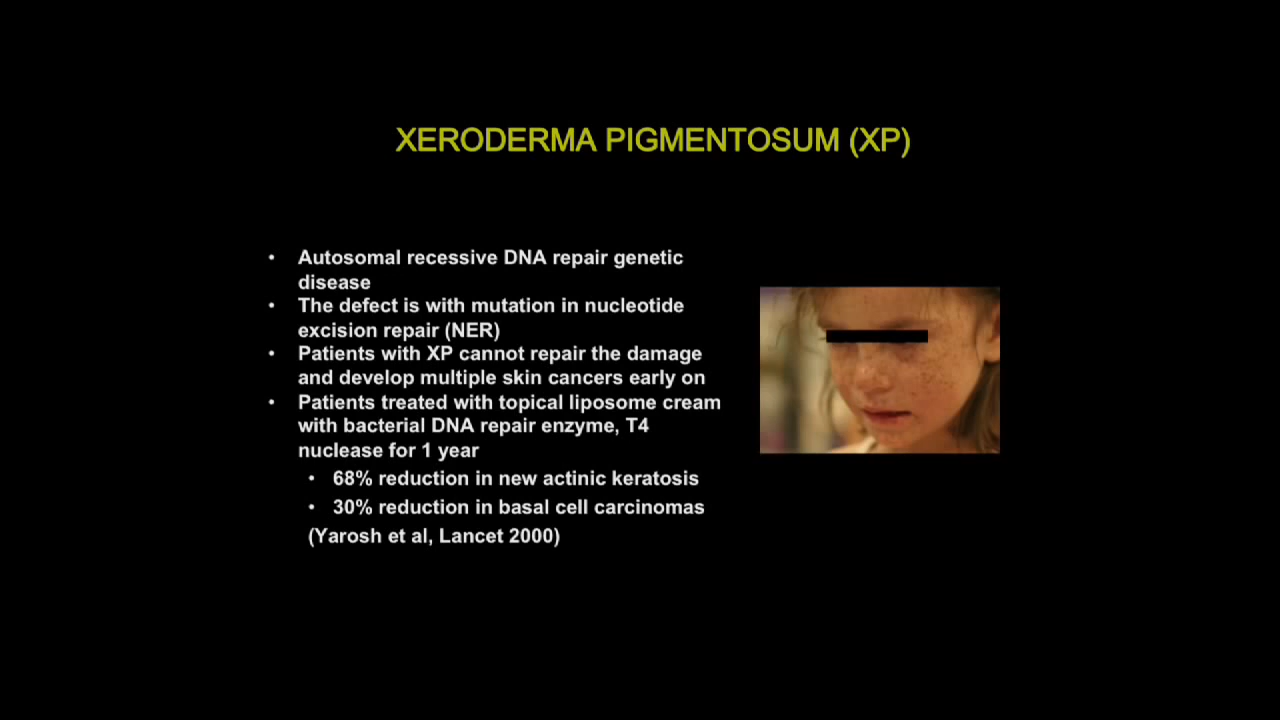 XERODERMA PIGMENTOSUM (XP)
• Autosomal recessive DNA repair genetic
disease
• The defect is with mutation in nucleotide
excision repair (NER)
• Patients with XP cannot repair the damage
and develop multiple skin cancers early on
• Patients treated with topical liposome cream
with bacterial DNA repair enzyme, T4
nuclease for 1 year
• 68% reduction in new actinic keratosis
• 30% reduction in basal cell carcinomas
(Yarosh et al, Lancet 2000)